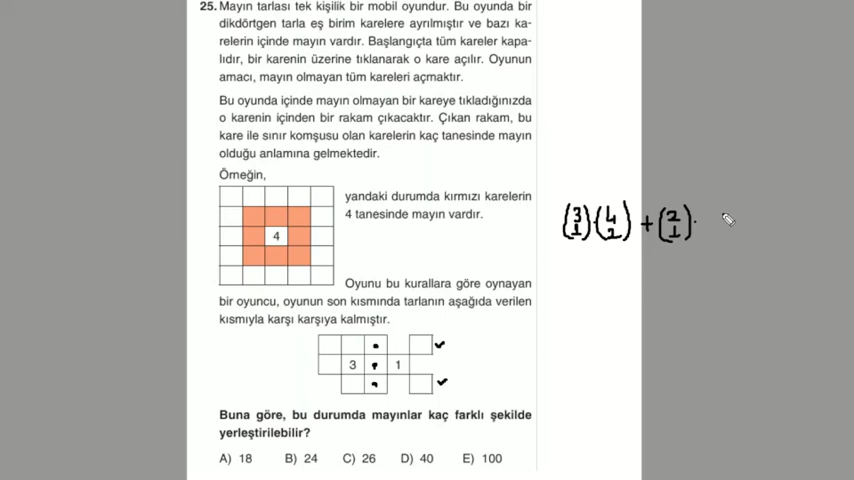 25. Mayın tarlası tek kişilik bir mobil oyundur. Bu oyunda bir
dikdörtgen tarla eş birim karelere ayrılmıştır ve bazı ka-
relerin içinde mayın vardır. Başlangıçta tüm kareler kapa-
lıdır, bir karenin üzerine tıklanarak o kare açılır. Oyunun
amacı, mayın olmayan tüm kareleri açmaktır.
Bu oyunda içinde mayın olmayan bir kareye tıkladığınızda
o karenin içinden bir rakam çıkacaktır. Çıkan rakam, bu
kare ile sınır komşusu olan karelerin kaç tanesinde mayın
olduğu anlamına gelmektedir.
Örneğin,
yandaki durumda kırmızı karelerin
4 tanesinde mayın vardır.
4
(3 1)(4 2) + (2 1).
Oyunu bu kurallara göre oynayan
bir oyuncu, oyunun son kısmında tarlanın aşağıda verilen
kısmıyla karşı karşıya kalmıştır.
3 1
Buna göre, bu durumda mayınlar kaç farklı şekilde
yerleştirilebilir?
A) 18 B) 24 C) 26 D) 40 E) 100